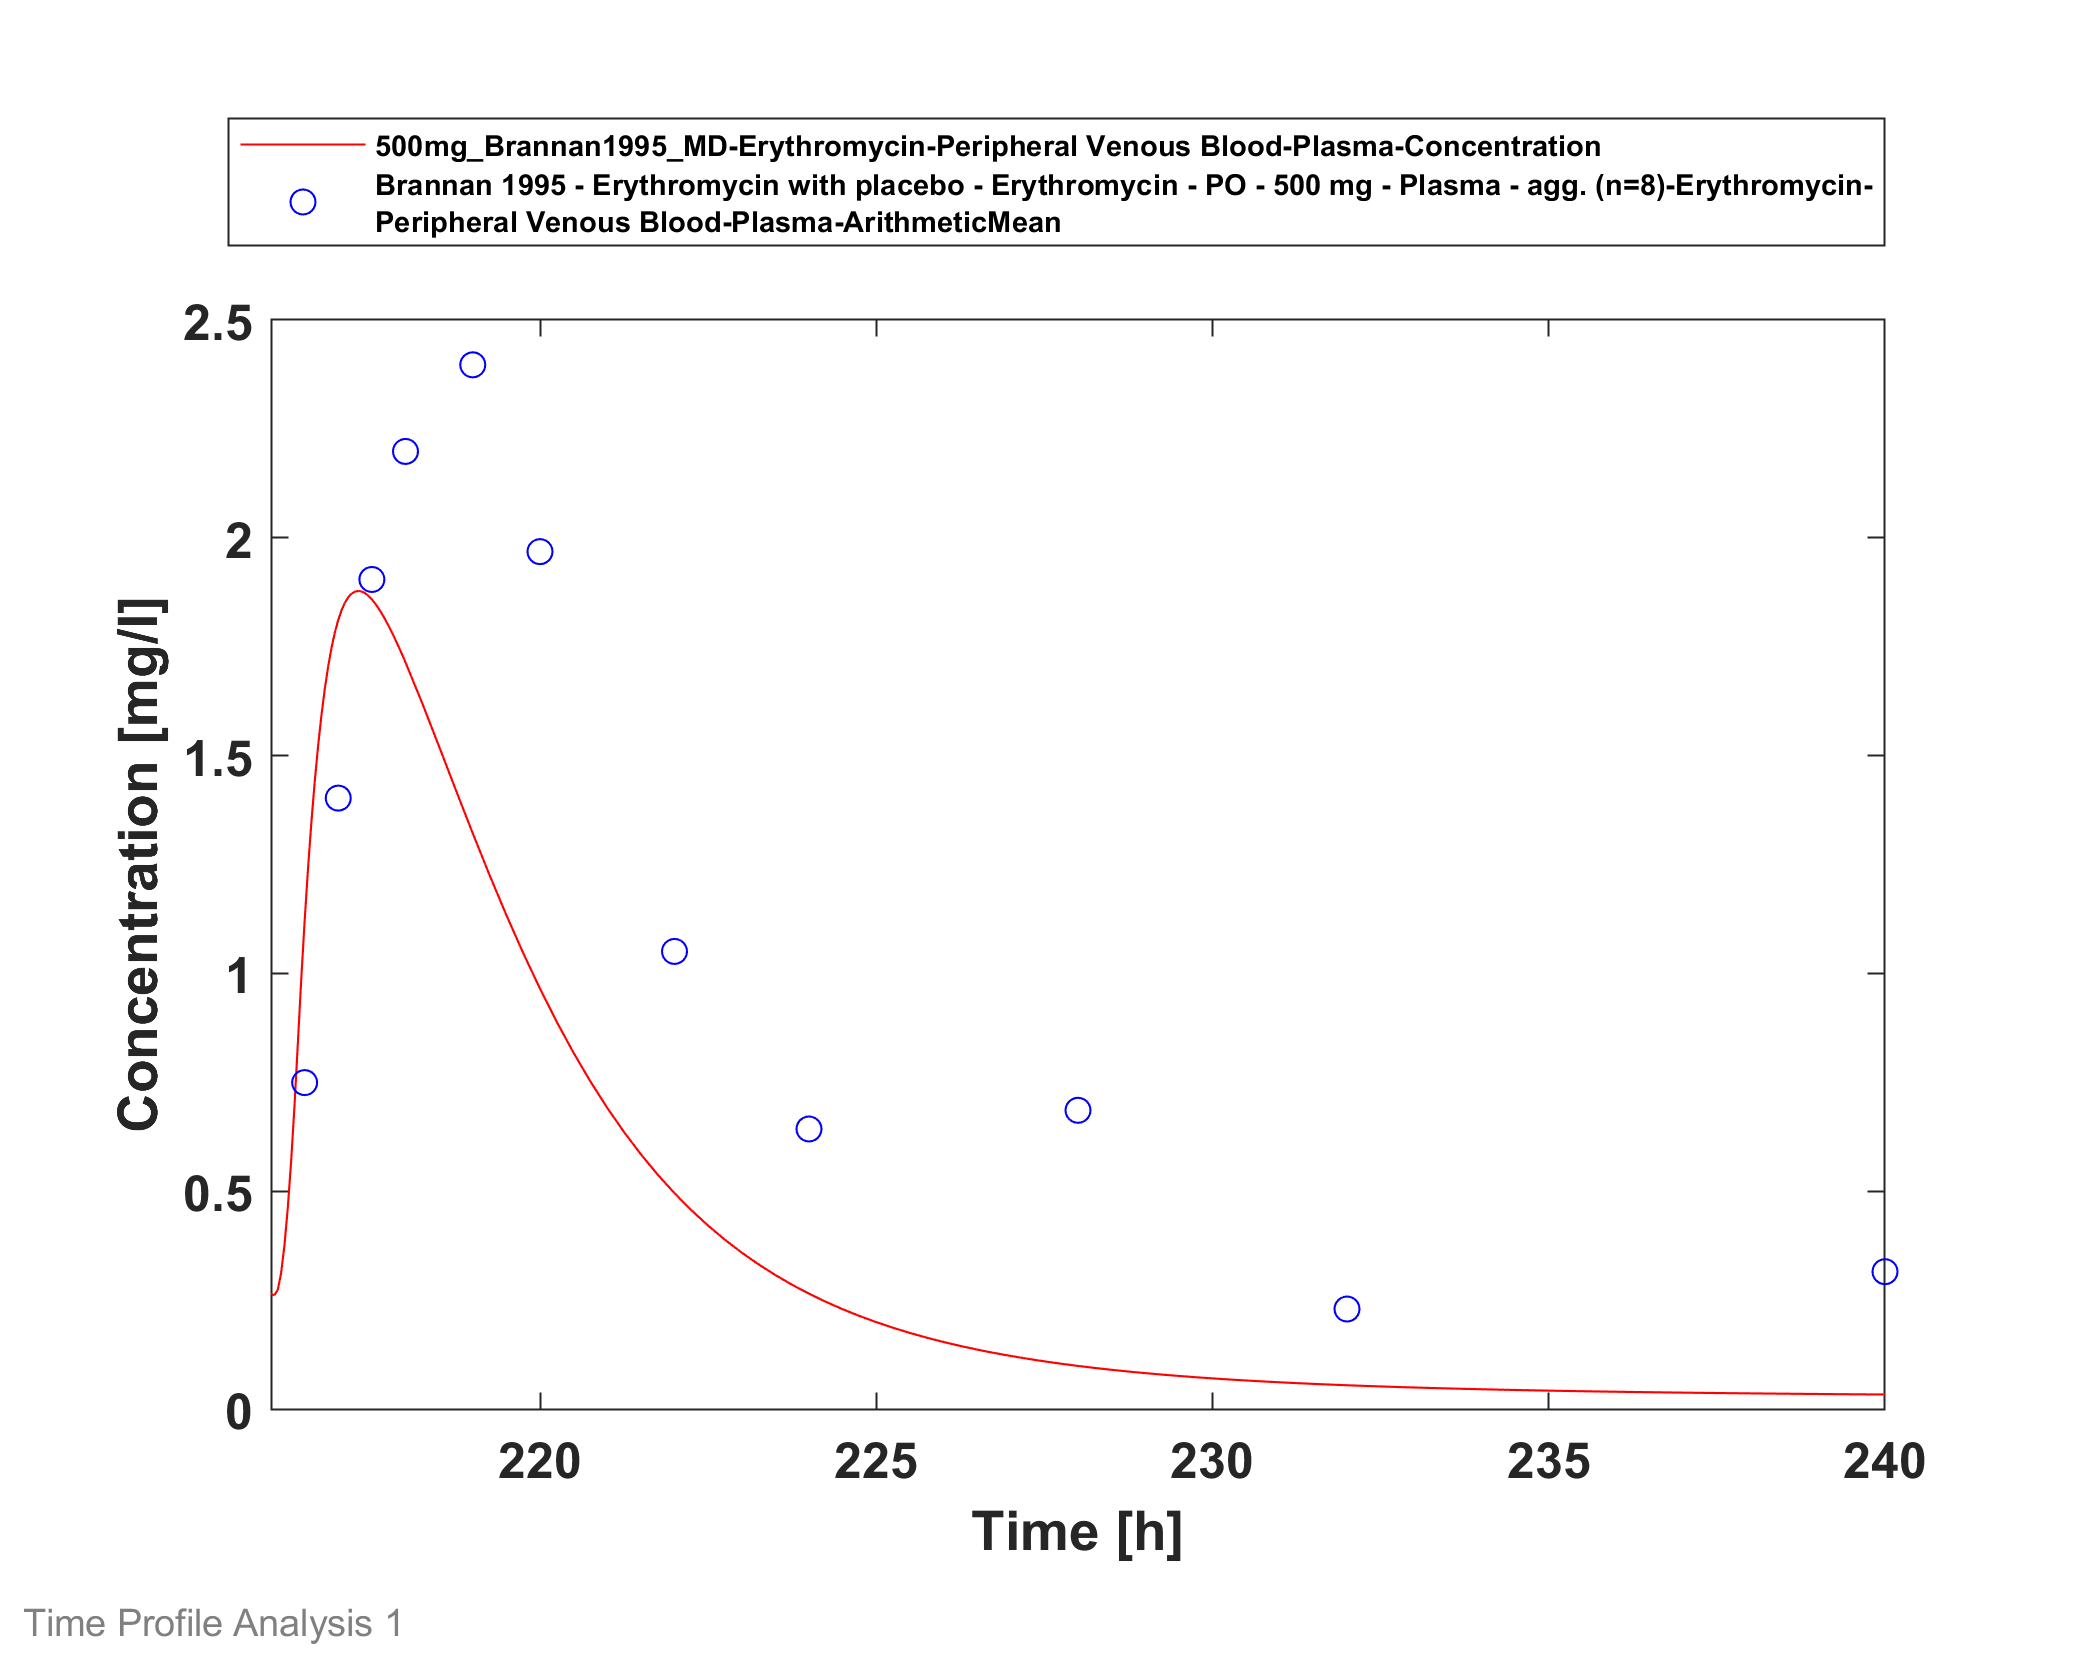 500mg_Brannan1995_MD-Erythromycin-Peripheral Venous Blood-Plasma-Concentration
Brannan 1995 - Erythromycin with placebo - Erythromycin - PO - 500 mg - Plasma - agg. (n=8)-Erythromycin-
Peripheral Venous Blood-Plasma-ArithmeticMean
2.5
2
1.5
1
0.5
0
Concentration [mg/l]
220
225
230
235
240
Time [h]
Time Profile Analysis 1